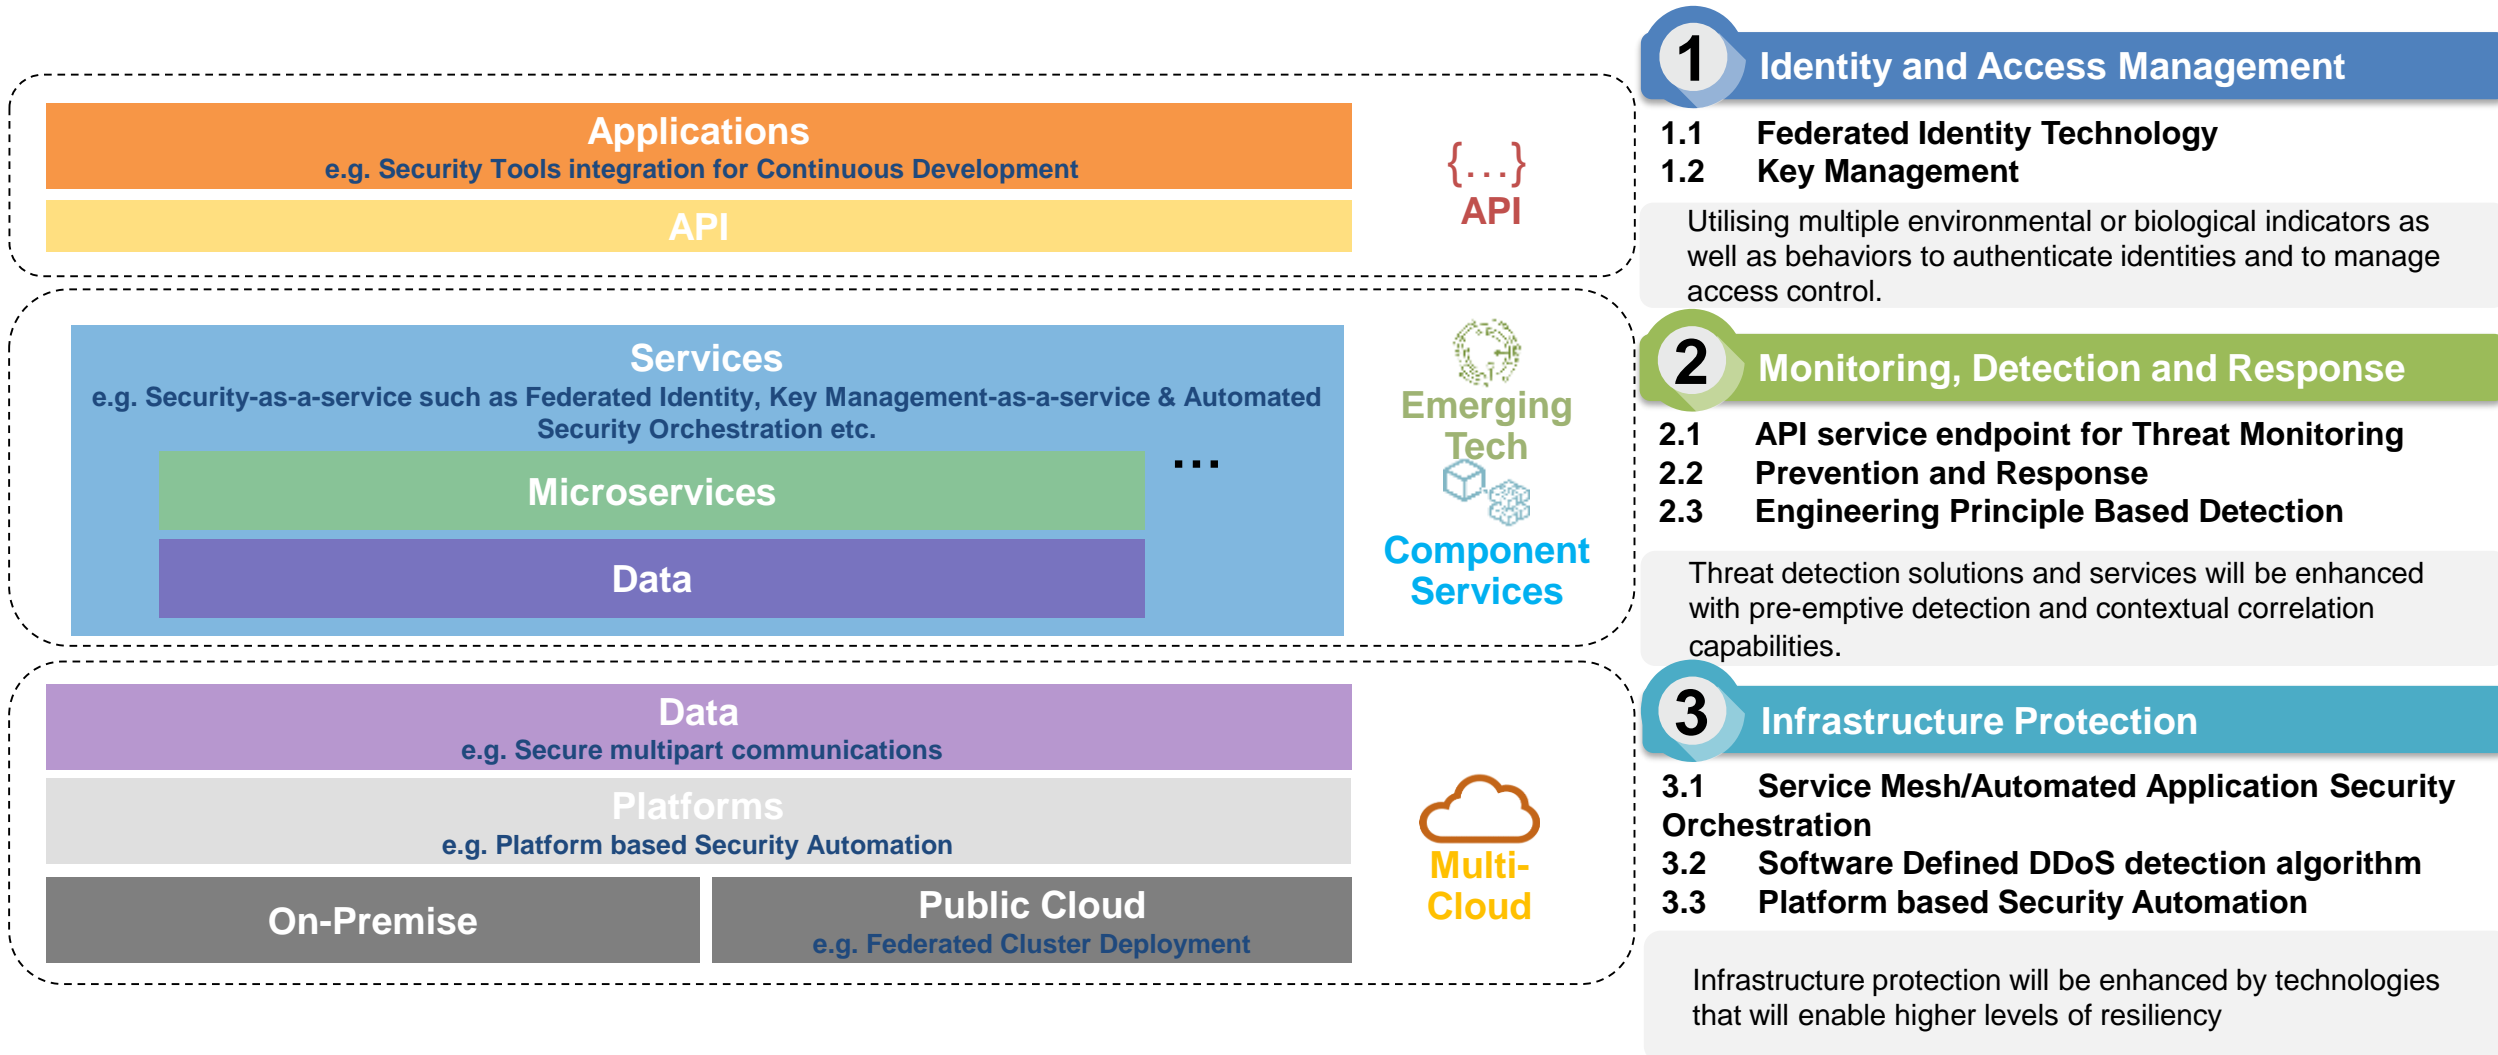 Applications
e.g. Security Tools integration for Continuous Development
API
{...}
API
Services
e.g. Security-as-a-service such as Federated Identity, Key Management-as-a-service & Automated
Security Orchestration etc.
...
Microservices
Data
Emerging
Tech
Component
Services
Data
e.g. Secure multipart communications
Platforms
e.g. Platform based Security Automation
On-Premise
Public Cloud
e.g. Federated Cluster Deployment
Multi-
Cloud
1 Identity and Access Management
1.1 Federated Identity Technology
1.2 Key Management
Utilising multiple environmental or biological indicators as
well as behaviors to authenticate identities and to manage
access control.
2 Monitoring, Detection and Response
2.1 API service endpoint for Threat Monitoring
2.2 Prevention and Response
2.3 Engineering Principle Based Detection
Threat detection solutions and services will be enhanced
with pre-emptive detection and contextual correlation
capabilities.
3 Infrastructure Protection
3.1 Service Mesh/Automated Application Security
Orchestration
3.2 Software Defined DDoS detection algorithm
3.3 Platform based Security Automation
Infrastructure protection will be enhanced by technologies
that will enable higher levels of resiliency